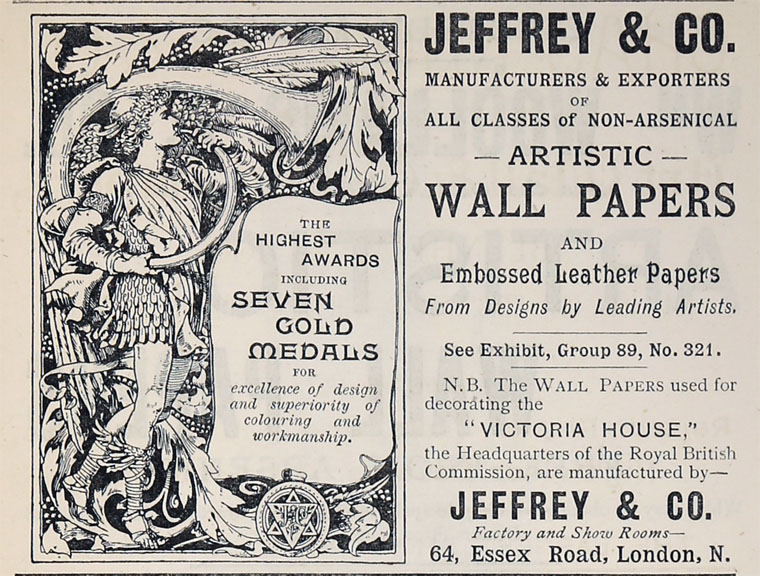 THE
HIGHEST
AWARDS
INCLUDING
SEVEN
GOLD
MEDALS
FOR
excellence of design
and superiority of
colouring and
workmanship.
JEFFREY & CO.
MANUFACTURERS & EXPORTERS
OF
ALL CLASSES of NON-ARSENICAL
— ARTISTIC —
WALL PAPERS
AND
Embossed Leather Papers
From Designs by Leading Artists.
See Exhibit, Group 89, No. 321.
N.B. The WALL PAPERS used for
decorating the
"VICTORIA HOUSE,"
the Headquarters of the Royal British
Commission, are manufactured by—
JEFFREY & CO.
Factory and Show Rooms—
64, Essex Road, London, N.